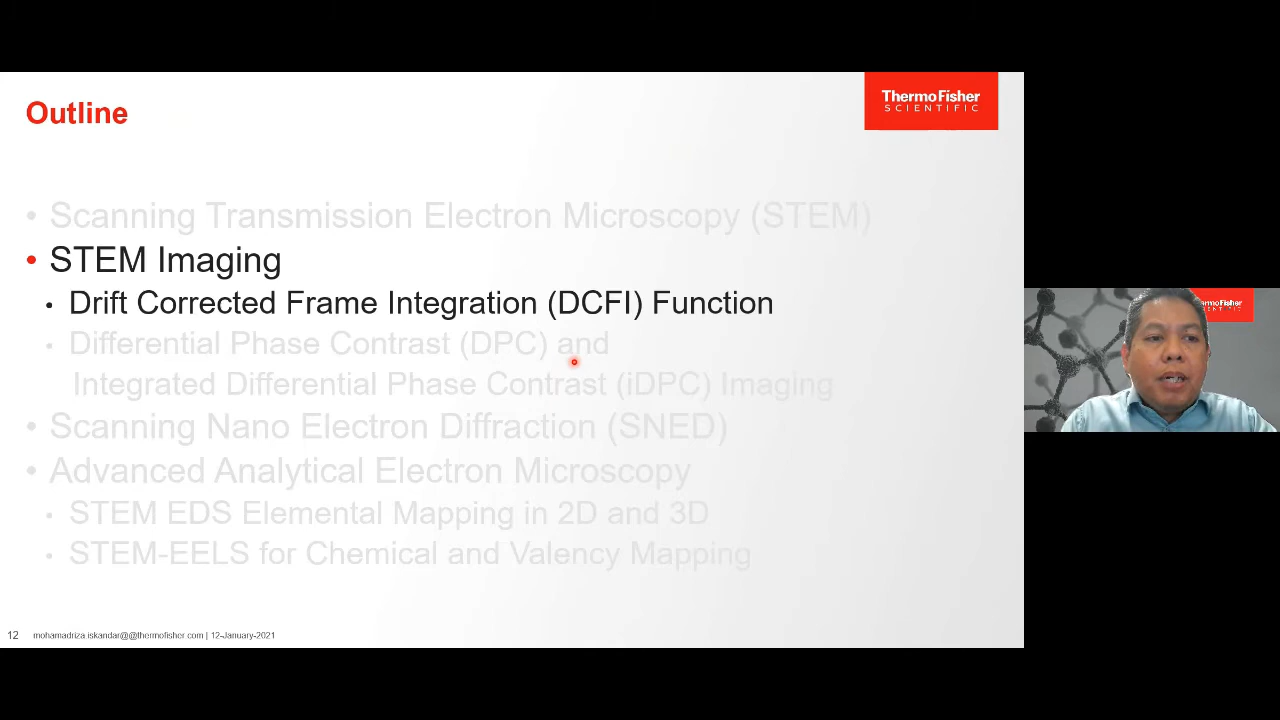 Outline
ThermoFisher
SCIENTIFIC
• Scanning Transmission Electron Microscopy (STEM)
• STEM Imaging
• Drift Corrected Frame Integration (DCFI) Function
• Differential Phase Contrast (DPC) and
Integrated Differential Phase Contrast (iDPC) Imaging
• Scanning Nano Electron Diffraction (SNED)
• Advanced Analytical Electron Microscopy
• STEM EDS Elemental Mapping in 2D and 3D
• STEM-EELS for Chemical and Valency Mapping
12 mohamadriza.iskandar@@thermofisher.com | 12-January-2021
ThermoFisher
SCIENTIFIC